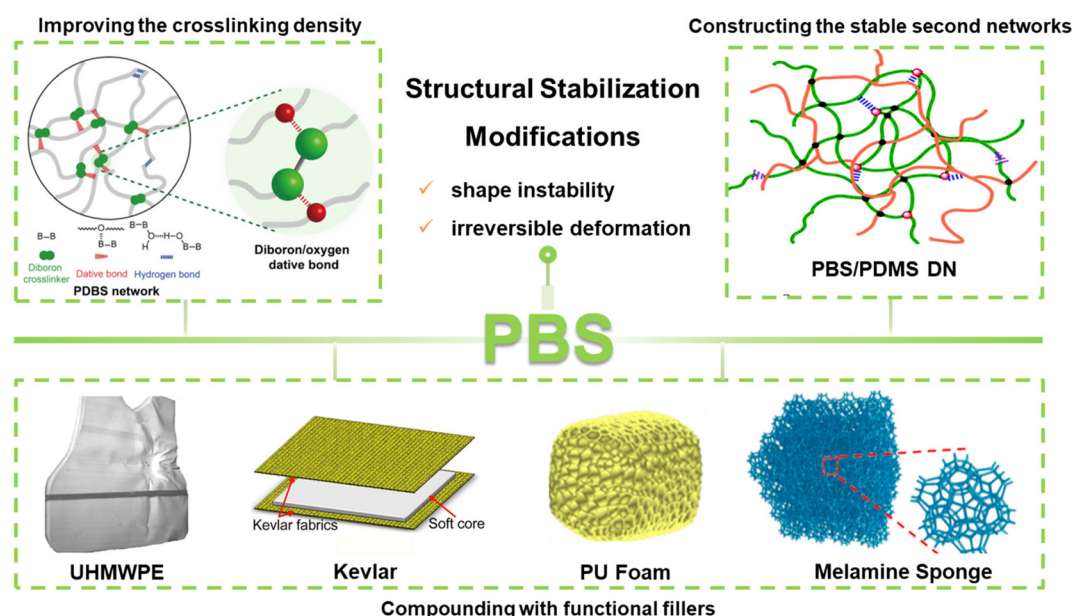 Improving the crosslinking density
Constructing the stable second networks
Structural Stabilization
Modifications
✓ shape instability
✓ irreversible deformation
B–B
O
B–B
B–B
O
H
H–O
B–B
Diboron
crosslinker
Dative bond
Hydrogen bond
PDBS network
Diboron/oxygen
dative bond
PBS/PDMS DN
PBS
Kevlar fabrics
Soft core
UHMWPE
Kevlar
PU Foam
Melamine Sponge
Compounding with functional fillers